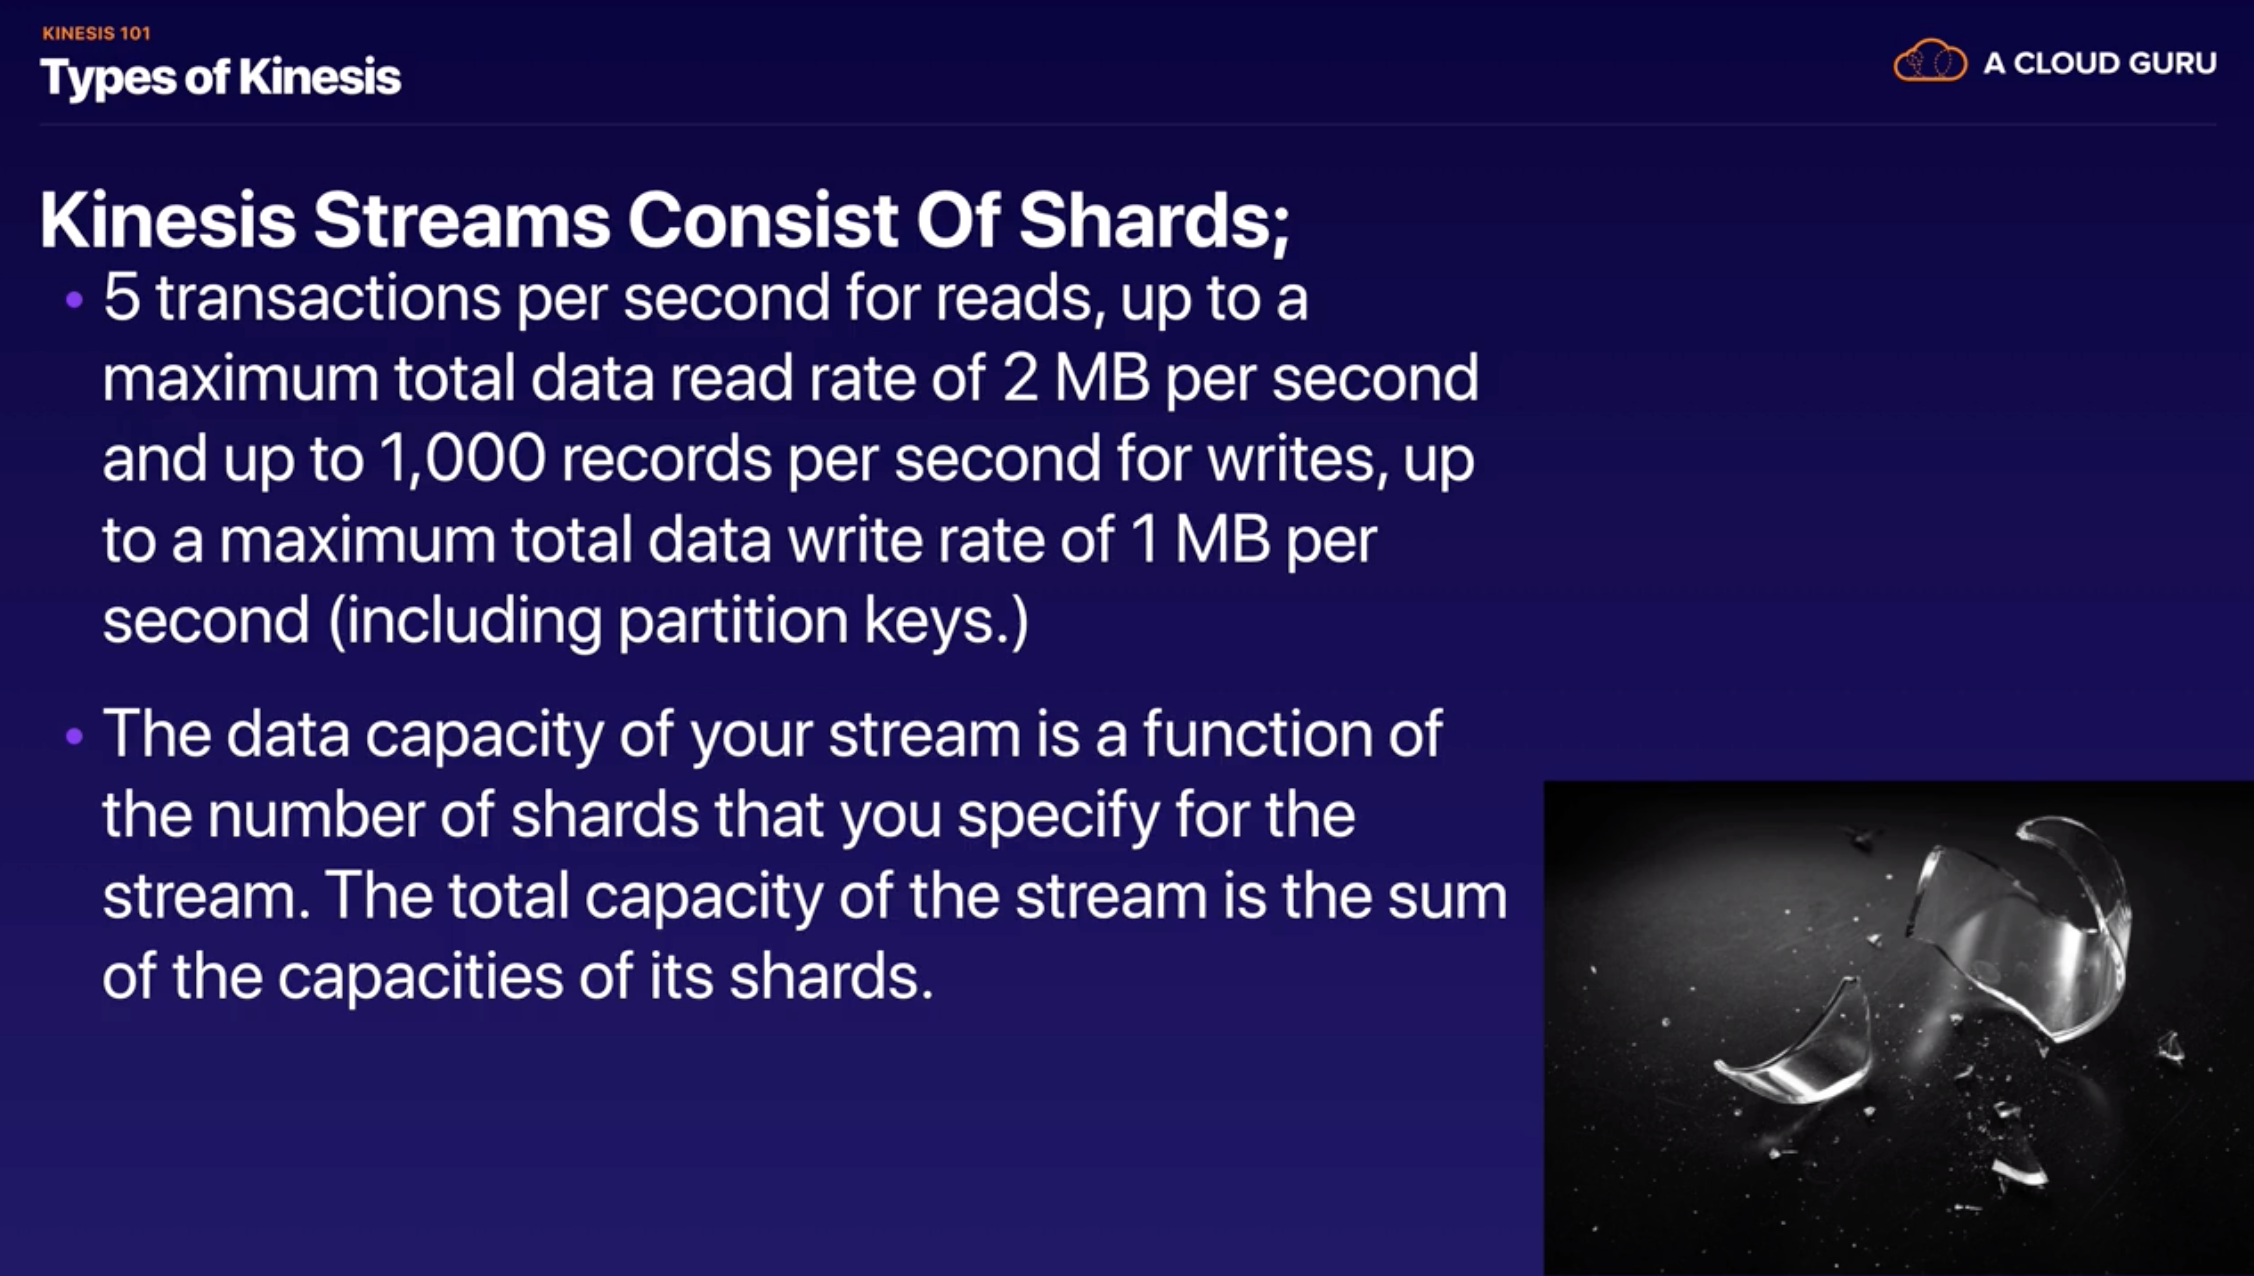 KINESIS 101
Types of Kinesis
A CLOUD GURU
Kinesis Streams Consist Of Shards;
• 5 transactions per second for reads, up to a
maximum total data read rate of 2 MB per second
and up to 1,000 records per second for writes, up
to a maximum total data write rate of 1 MB per
second (including partition keys.)
• The data capacity of your stream is a function of
the number of shards that you specify for the
stream. The total capacity of the stream is the sum
of the capacities of its shards.